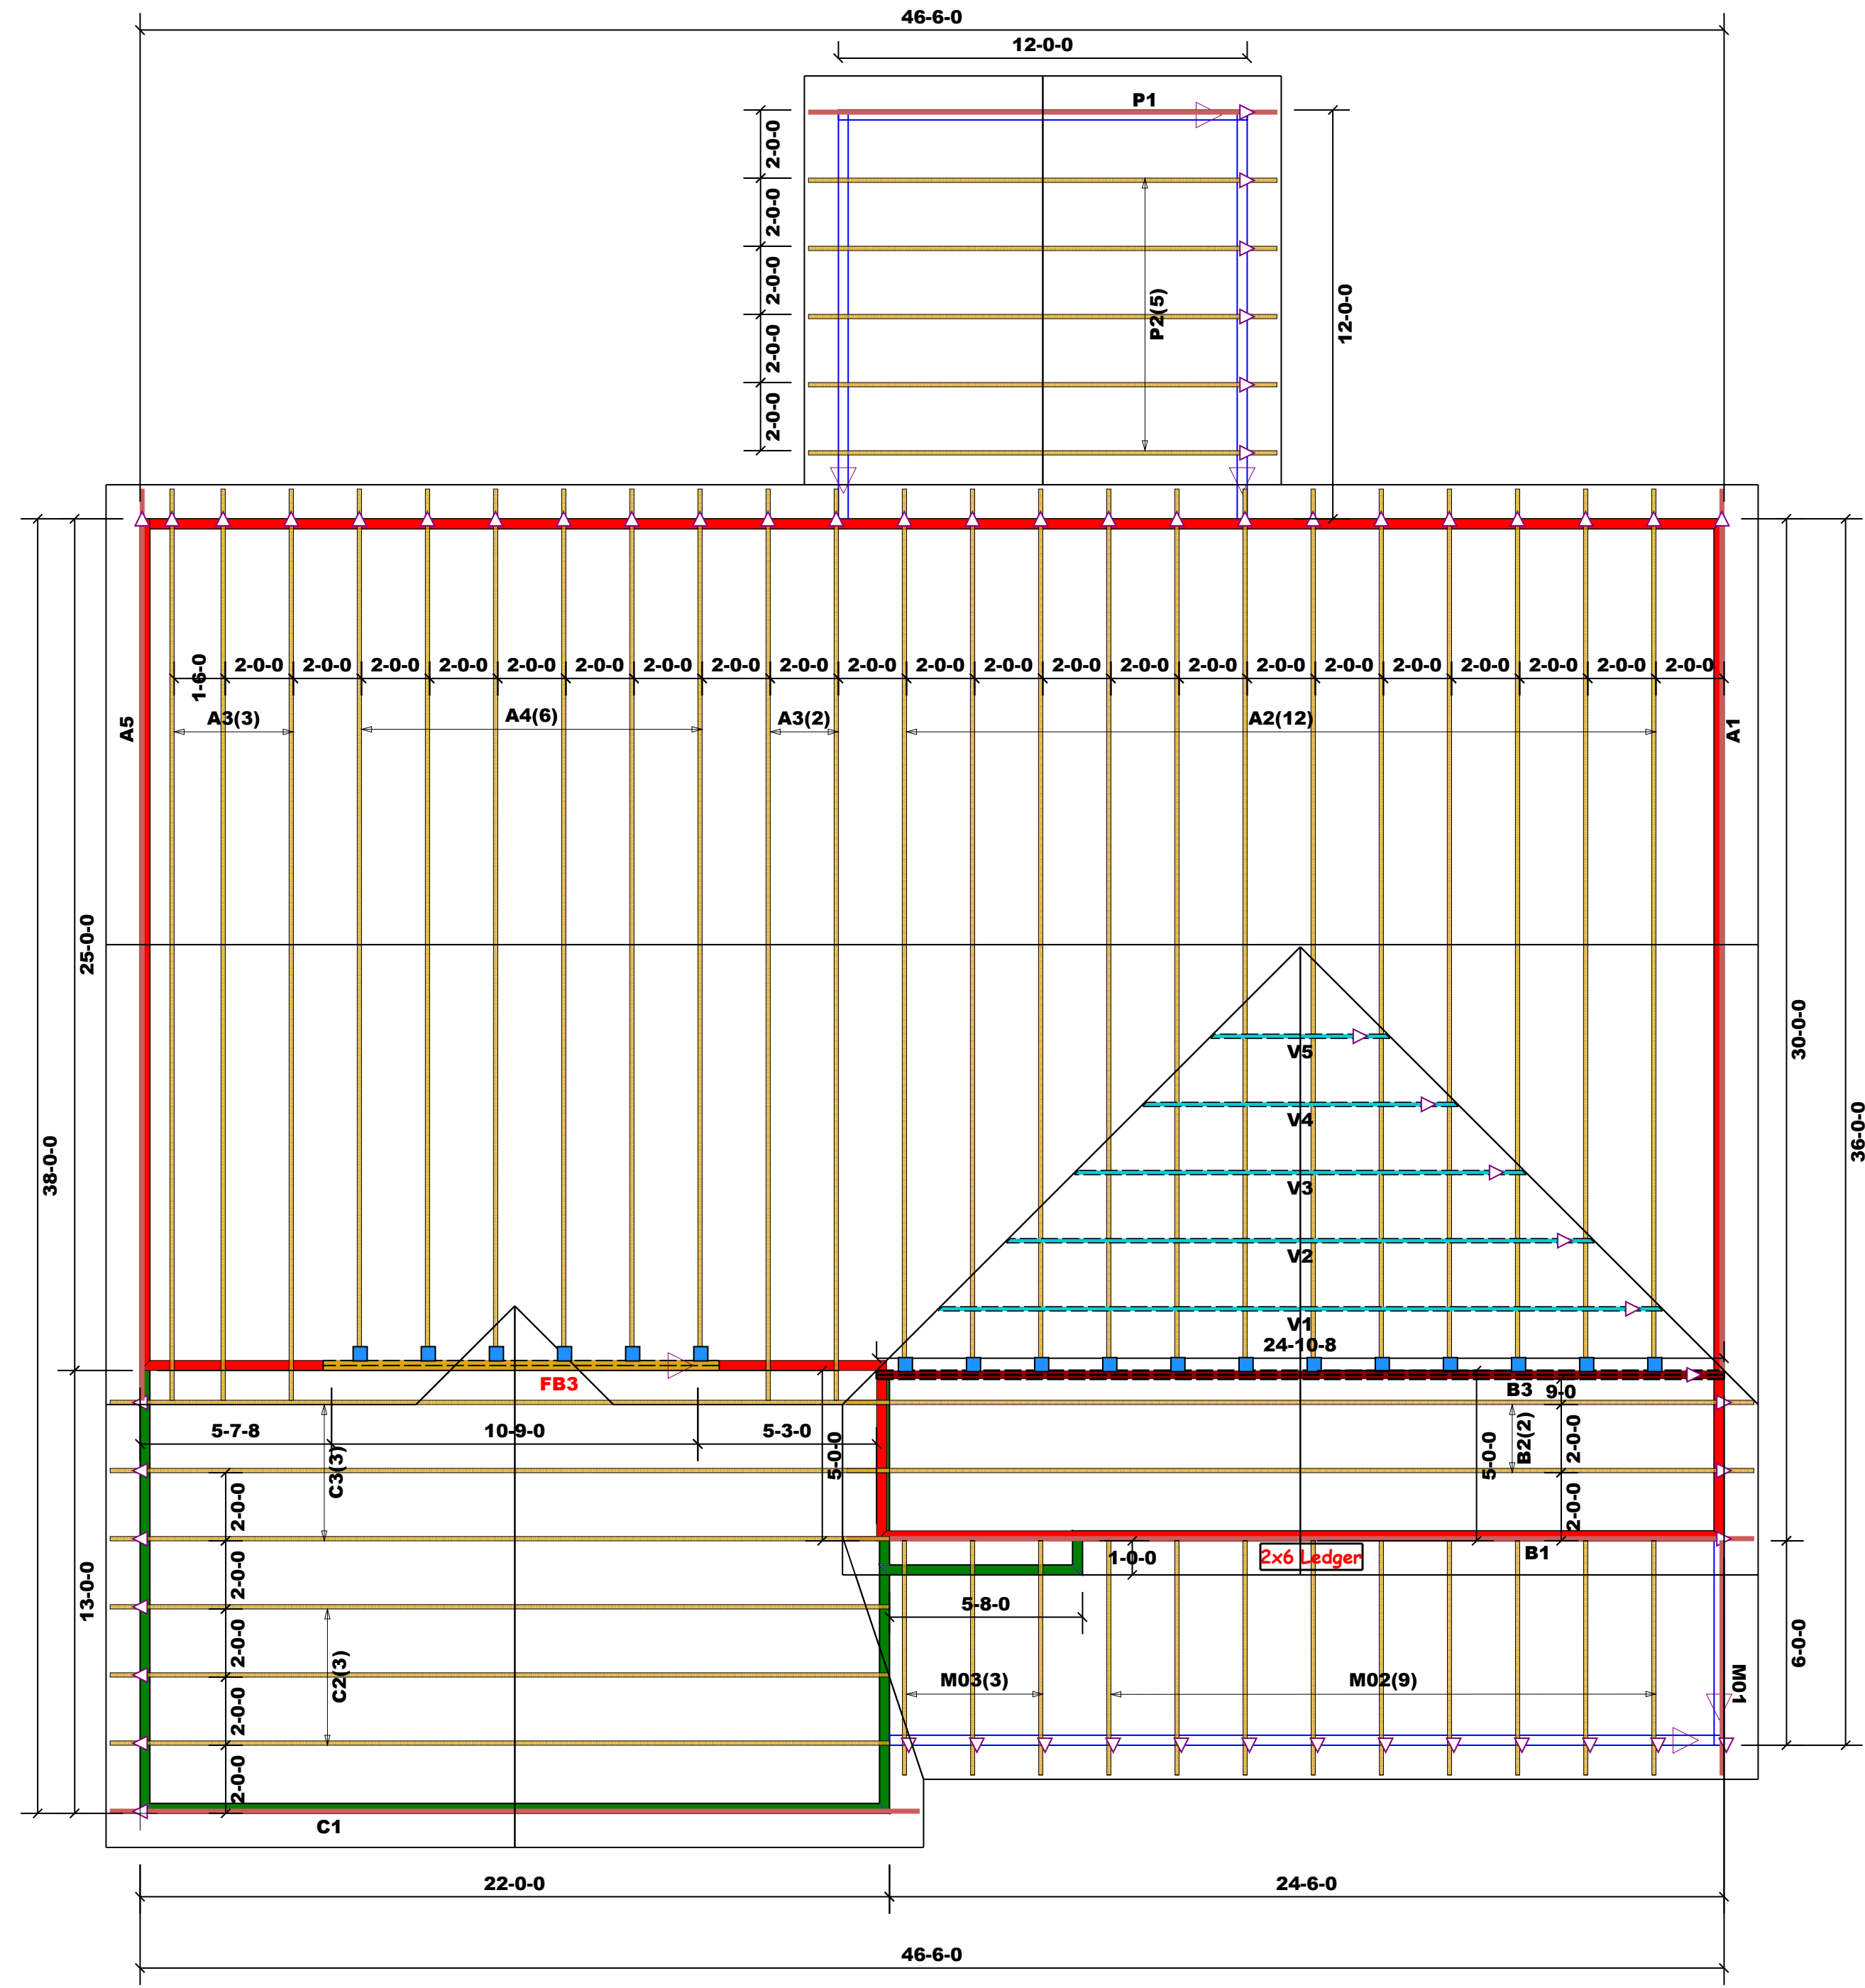 46-6-0
12-0-0
P1
2-0-0
2-0-0
2-0-0
2-0-0
2-0-0
P2(5)
12-0-0
1-6-0
2-0-0 2-0-0 2-0-0 2-0-0 2-0-0 2-0-0 2-0-0 2-0-0 2-0-0 2-0-0 2-0-0 2-0-0 2-0-0 2-0-0 2-0-0 2-0-0 2-0-0 2-0-0 2-0-0 2-0-0 2-0-0 2-0-0
A5
A3(3)
A4(6)
A3(2)
A2(12)
A1
25-0-0
38-0-0
30-0-0
36-0-0
V5
V4
V3
V2
V1
24-10-8
FB3
B3
9-0
5-7-8
10-9-0
5-3-0
5-0-0
5-0-0
B2(2)
2-0-0
2-0-0
C3(3)
2-0-0
2-0-0
2-0-0
2-0-0
2-0-0
C2(3)
13-0-0
1-0-0
2x6 Ledger
B1
5-8-0
M03(3)
M02(9)
M01
6-0-0
C1
22-0-0
24-6-0
46-6-0